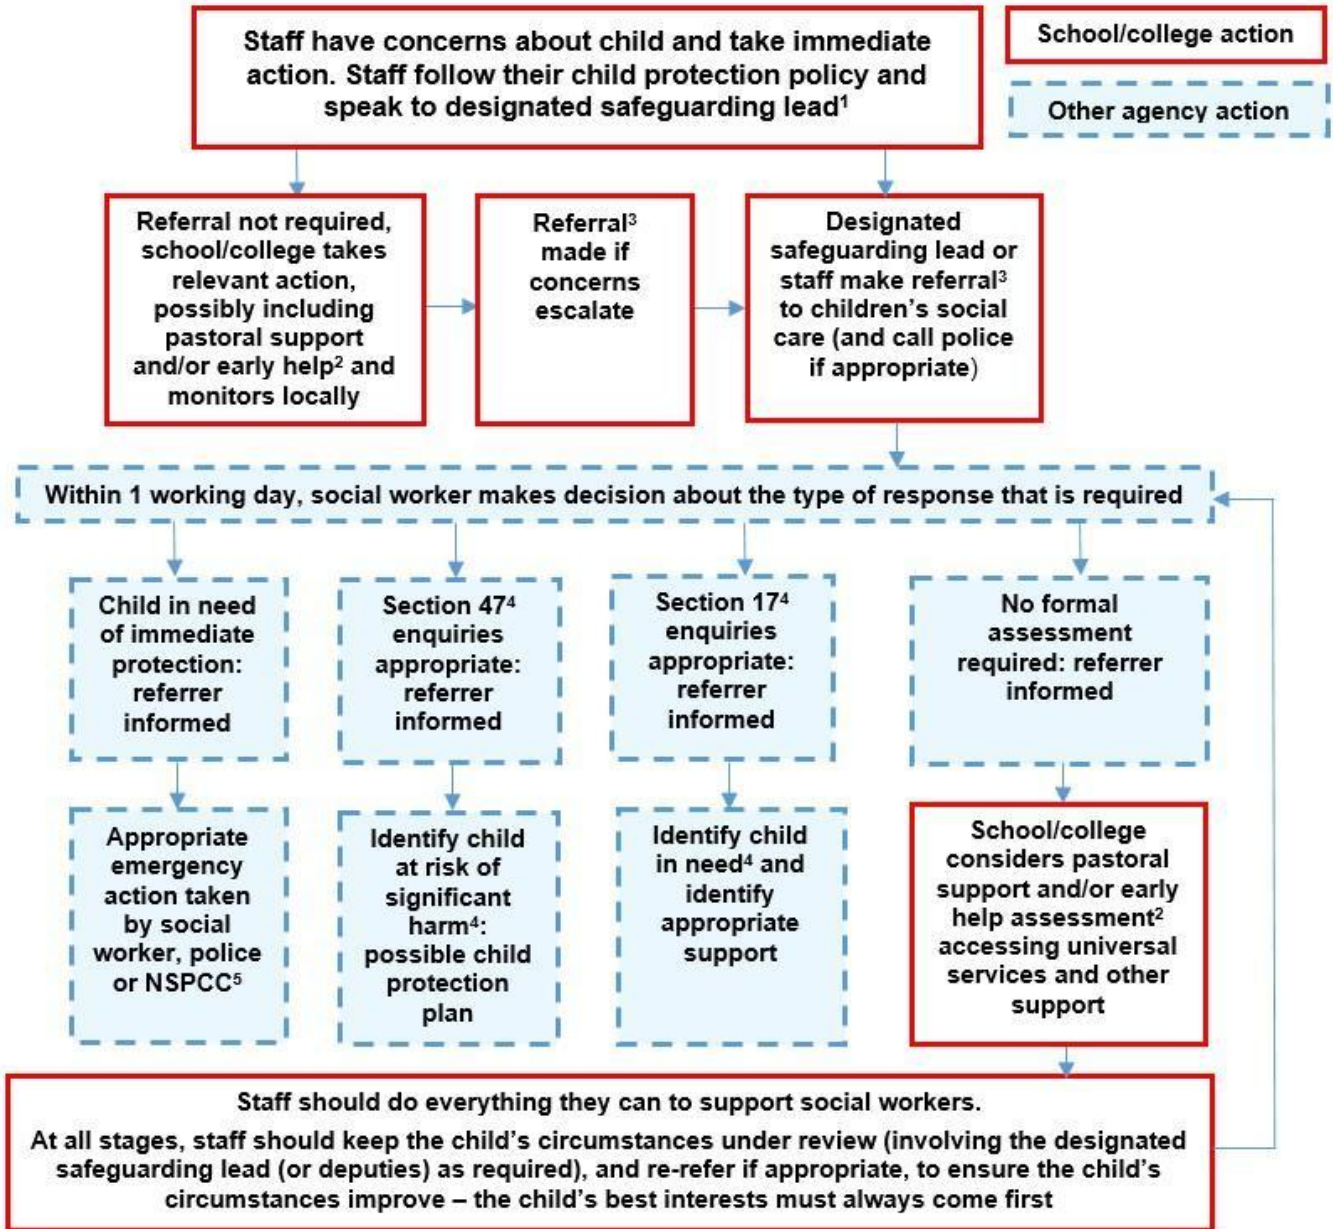 Staff have concerns about child and take immediate
action. Staff follow their child protection policy and
speak to designated safeguarding lead¹
School/college action
Other agency action
Referral not required,
school/college takes
relevant action,
possibly including
pastoral support
and/or early help² and
monitors locally
Referral³
made if
concerns
escalate
Designated
safeguarding lead or
staff make referral³
to children’s social
care (and call police
if appropriate)
Within 1 working day, social worker makes decision about the type of response that is required
Child in need
of immediate
protection:
referrer
informed
Section 47⁴
enquiries
appropriate:
referrer
informed
Section 17⁴
enquiries
appropriate:
referrer
informed
No formal
assessment
required: referrer
informed
Appropriate
emergency
action taken
by social
worker, police
or NSPCC⁵
Identify child
at risk of
significant
harm⁴:
possible child
protection
plan
Identify child
in need⁴ and
identify
appropriate
support
School/college
considers pastoral
support and/or early
help assessment²
accessing universal
services and other
support
Staff should do everything they can to support social workers.
At all stages, staff should keep the child’s circumstances under review (involving the designated
safeguarding lead (or deputies) as required), and re-refer if appropriate, to ensure the child’s
circumstances improve – the child’s best interests must always come first